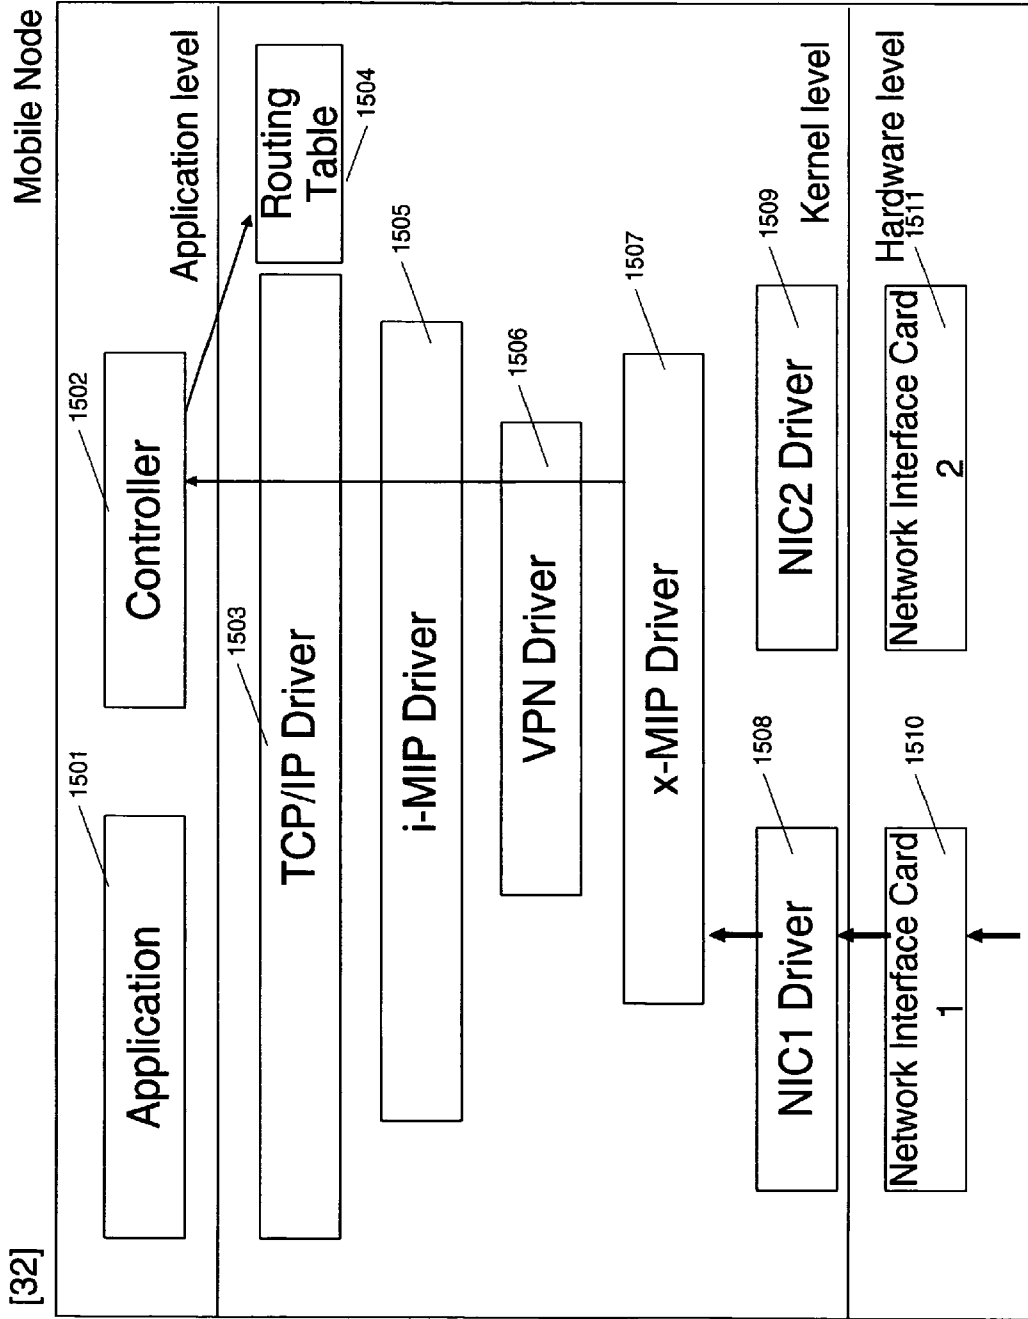 [32]
Mobile Node
Application level
1501
Application
1502
Controller
1503
TCP/IP Driver
Routing
Table
1504
i-MIP Driver
1505
VPN Driver
1506
x-MIP Driver
1507
NIC1 Driver
1508
NIC2 Driver
1509
Kernel level
Hardware level
Network Interface Card
1
1510
Network Interface Card
2
1511